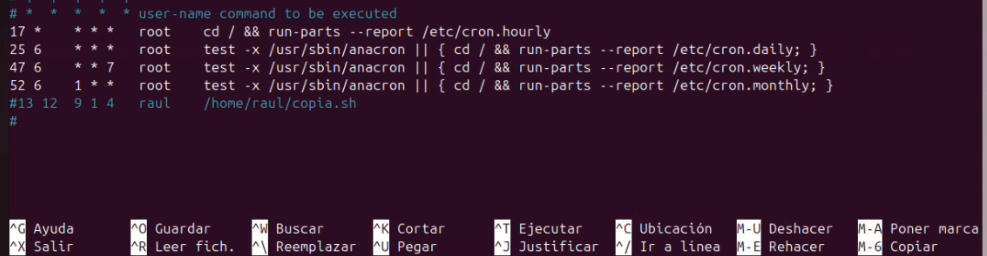 # *  *  *  *  * user-name command to be executed
17 *    * * *   root    cd / && run-parts --report /etc/cron.hourly
25 6    * * *   root    test -x /usr/sbin/anacron || { cd / && run-parts --report /etc/cron.daily; }
47 6    * * 7   root    test -x /usr/sbin/anacron || { cd / && run-parts --report /etc/cron.weekly; }
52 6    1 * *   root    test -x /usr/sbin/anacron || { cd / && run-parts --report /etc/cron.monthly; }
#13 12  9 1 4   raul    /home/raul/copia.sh
#
^G Ayuda ^O Guardar ^W Buscar ^K Cortar ^T Ejecutar ^C Ubicación M-U Deshacer M-A Poner marca
^X Salir ^R Leer fich. ^\ Reemplazar ^U Pegar ^J Justificar ^/ Ir a línea M-E Rehacer M-6 Copiar